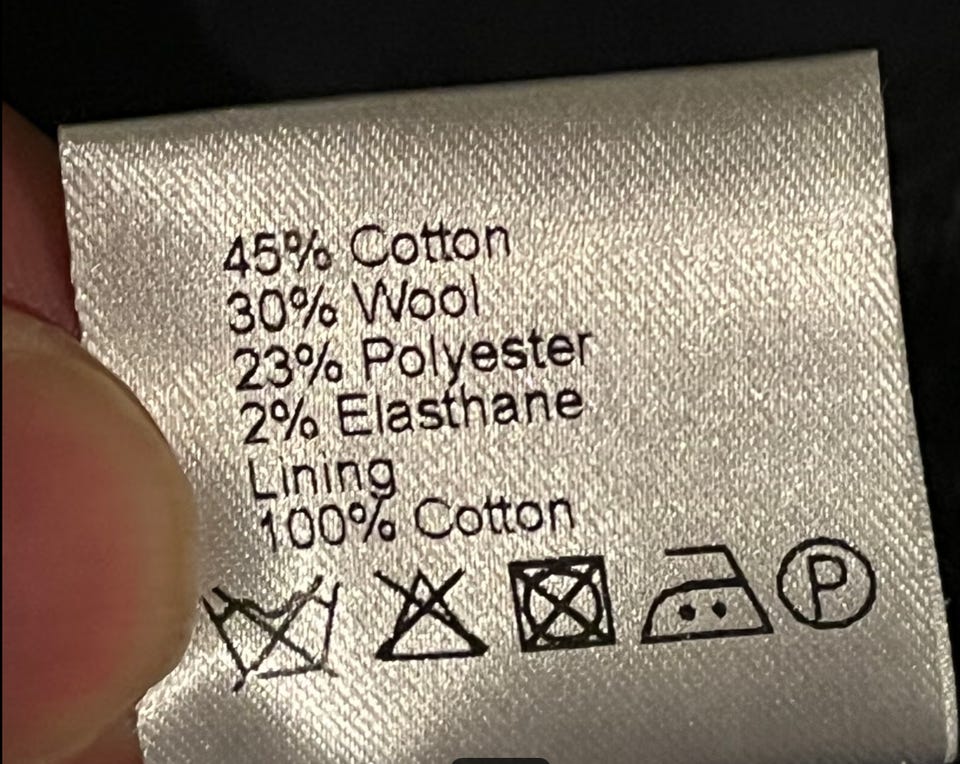 45% Cotton
30% Wool
23% Polyester
2% Elasthane
Lining
100% Cotton
P